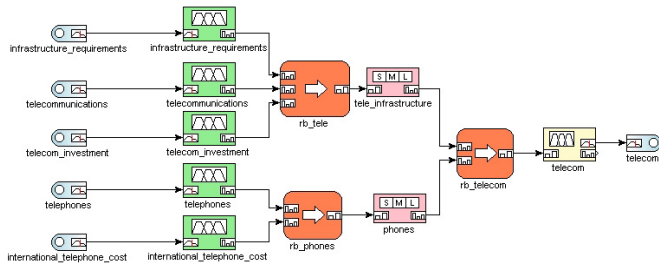 infrastructure_requirements
infrastructure_requirements
telecommunications
telecommunications
rb_tele
S M L
tele_infrastructure
telecom_investment
telecom_investment
rb_telecom
telecom
telecom
telephones
telephones
S M L
phones
international_telephone_cost
international_telephone_cost
rb_phones